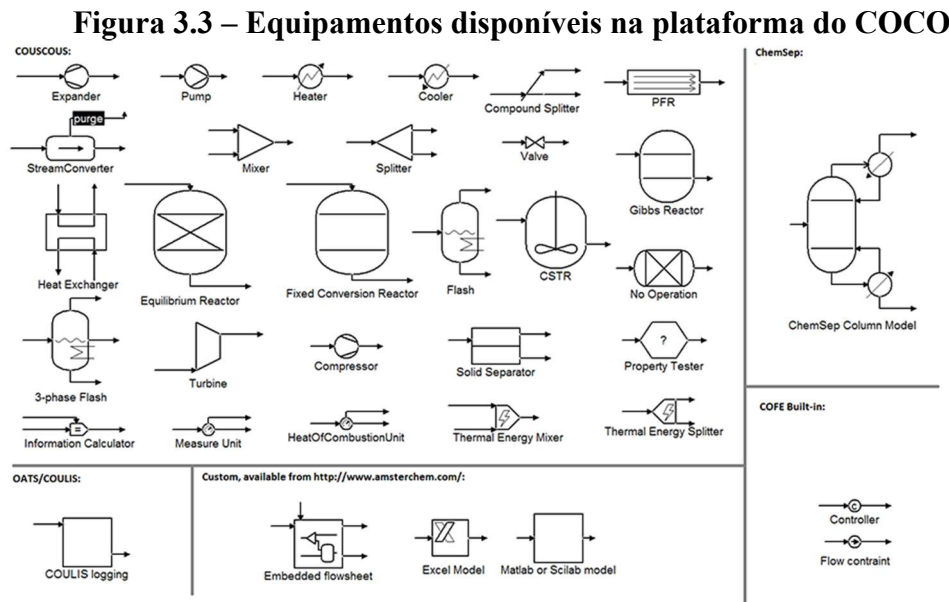 Figura 3.3 – Equipamentos disponíveis na plataforma do COCO
COUSCOUS:
Expander
Pump
Heater
Cooler
Compound Splitter
PFR
purge
StreamConverter
Mixer
Splitter
Valve
Gibbs Reactor
Heat Exchanger
Equilibrium Reactor
Fixed Conversion Reactor
Flash
CSTR
No Operation
3-phase Flash
Turbine
Compressor
Solid Separator
?
Property Tester
=
Information Calculator
Measure Unit
HeatOfCombustionUnit
Thermal Energy Mixer
Thermal Energy Splitter
ChemSep:
ChemSep Column Model
COFE Built-in:
C
Controller
Flow contraint
OATS/COULIS:
COULIS logging
Custom, available from http://www.amsterchem.com/:
Embedded flowsheet
X
Excel Model
Matlab or Scilab model